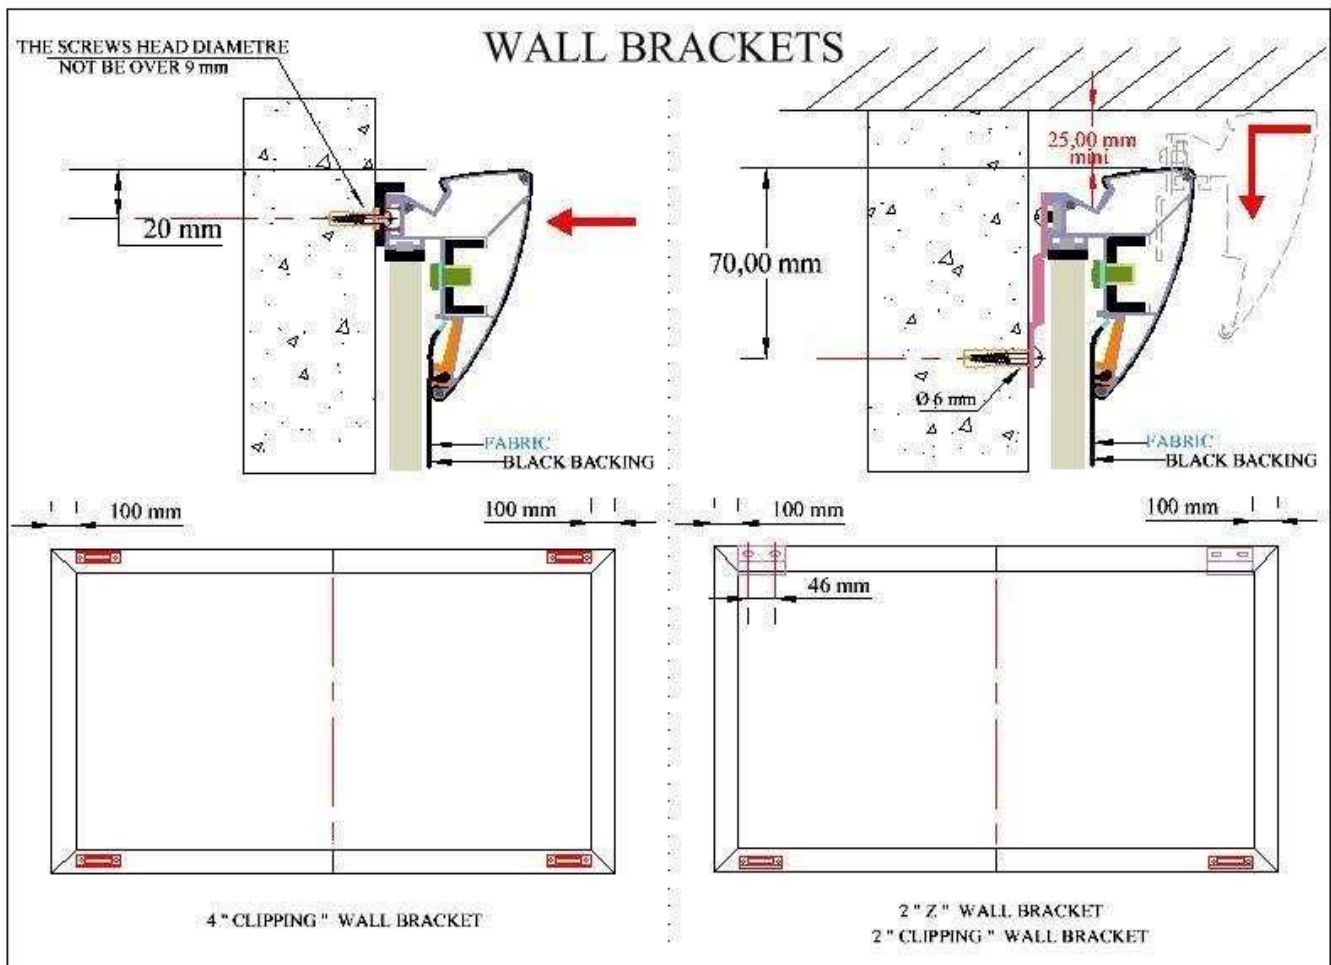 WALL BRACKETS
THE SCREWS HEAD DIAMETRE
NOT BE OVER 9 mm
20 mm
FABRIC
BLACK BACKING
25,00 mm
mini
70,00 mm
Ø 6 mm
FABRIC
BLACK BACKING
100 mm
100 mm
4 " CLIPPING " WALL BRACKET
100 mm
100 mm
46 mm
2 " Z " WALL BRACKET
2 " CLIPPING " WALL BRACKET